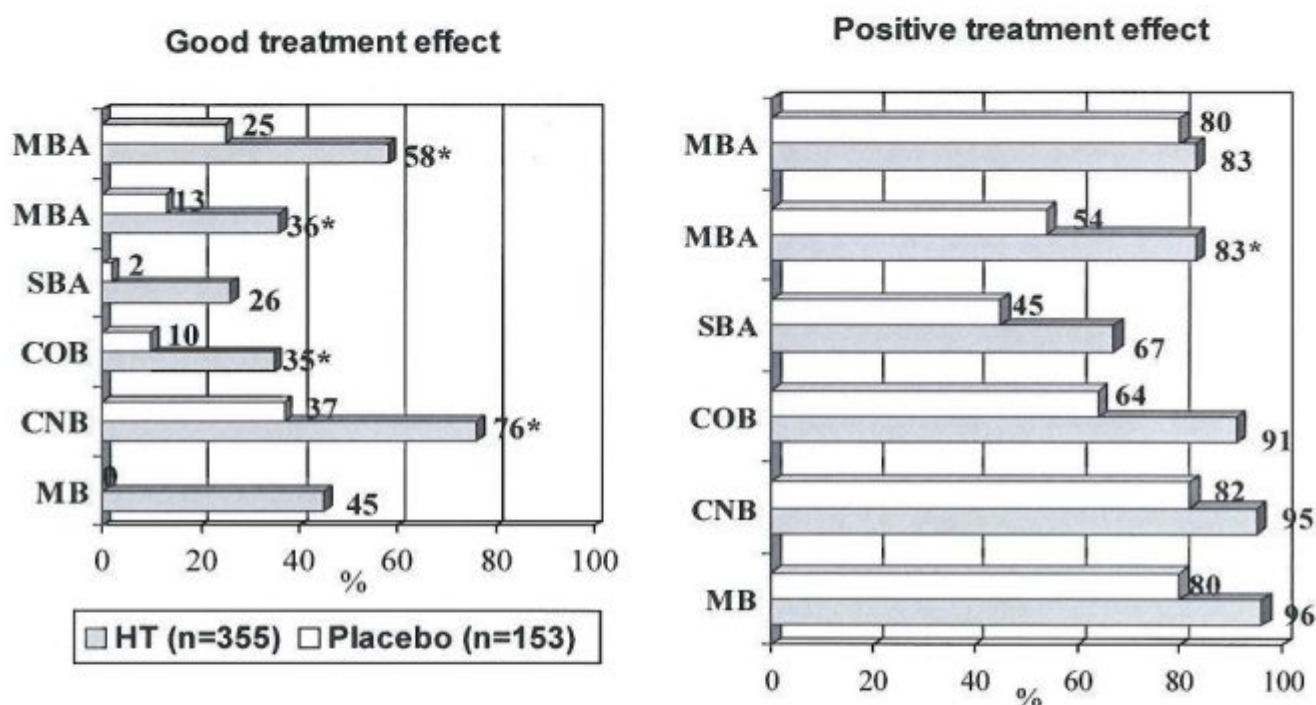 Good treatment effect
MBA
25
58*
MBA
13
36*
SBA
2
26
COB
10
35*
CNB
37
76*
MB
0
45
0 20 40 60 80 100
%
HT (n=355) Placebo (n=153)
Positive treatment effect
MBA
80
83
MBA
54
83*
SBA
45
67
COB
64
91
CNB
82
95
MB
80
96
0 20 40 60 80 100
%